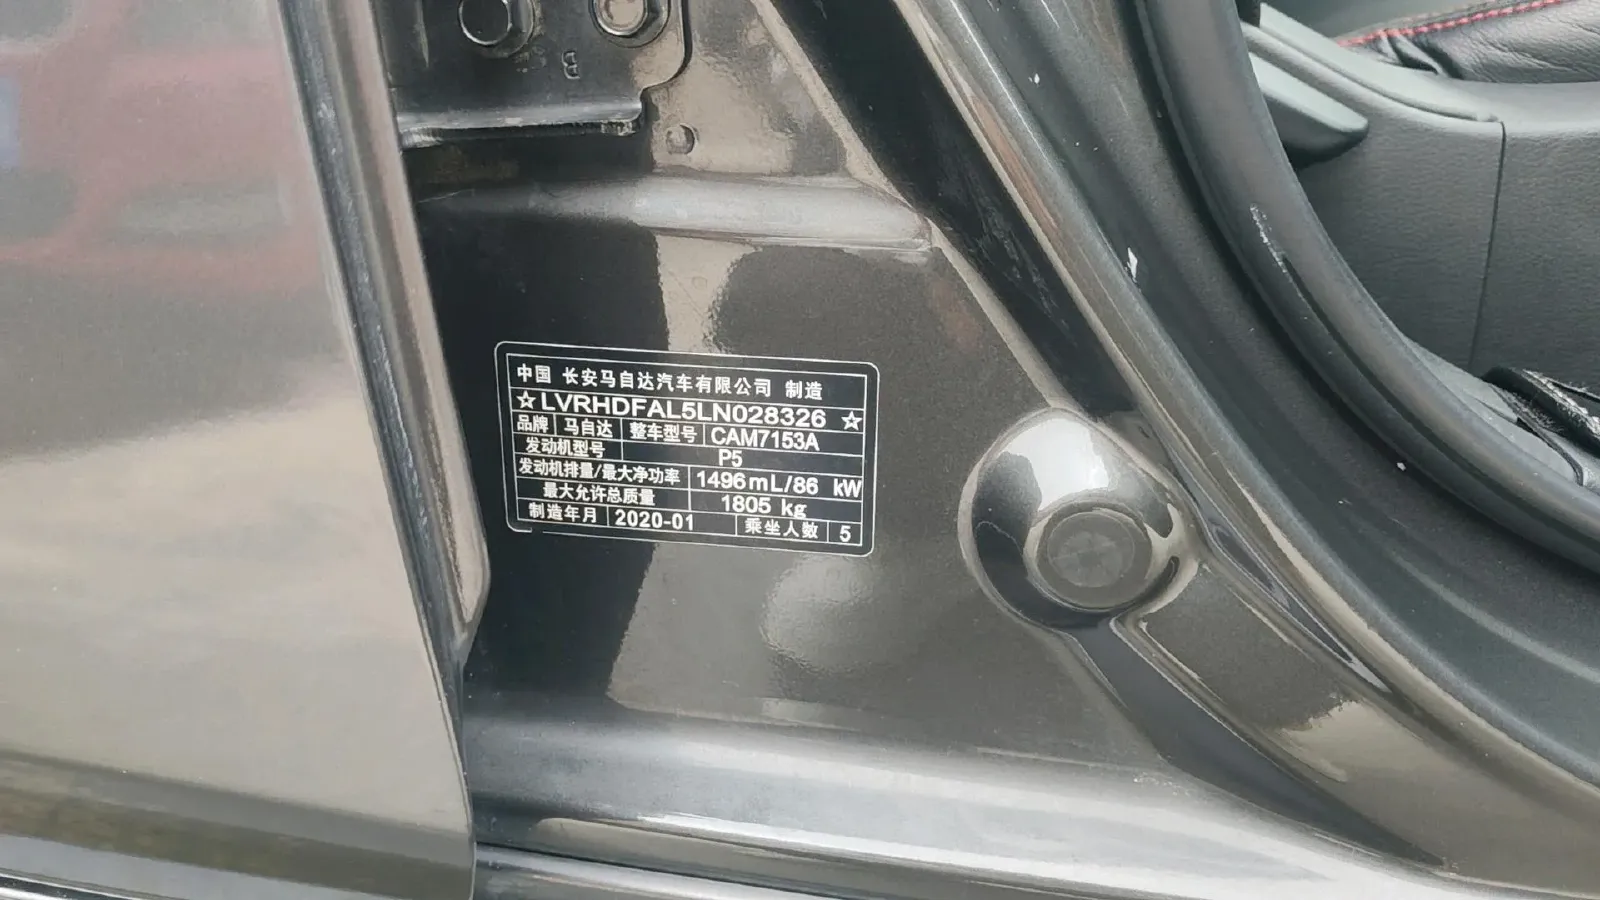 中国 长安马自达汽车有限公司 制造
☆LVRHDFAL5LN028326☆
品牌 马自达 整车型号 CAM7153A
发动机型号 P5
发动机排量/最大净功率 1496mL/86 kW
最大允许总质量 1805 kg
制造年月 2020-01 乘坐人数 5